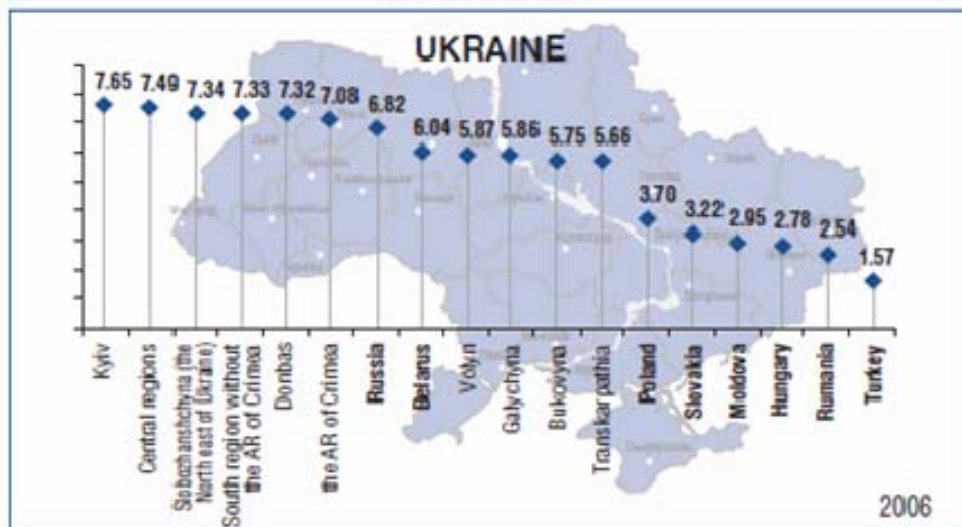 UKRAINE
7.65
7.49
7.34
7.33
7.32
7.08
6.82
6.04
5.87
5.86
5.75
5.66
3.70
3.22
2.95
2.78
2.54
1.57
Kyiv
Central regions
Slobozhanshchyna (the
North east of Ukraine)
South region without
the AR of Crimea
Donbas
the AR of Crimea
Russia
Belarus
Volyn
Galychyna
Bukovyna
Transkarpathia
Poland
Slovakia
Moldova
Hungary
Rumania
Turkey
2006